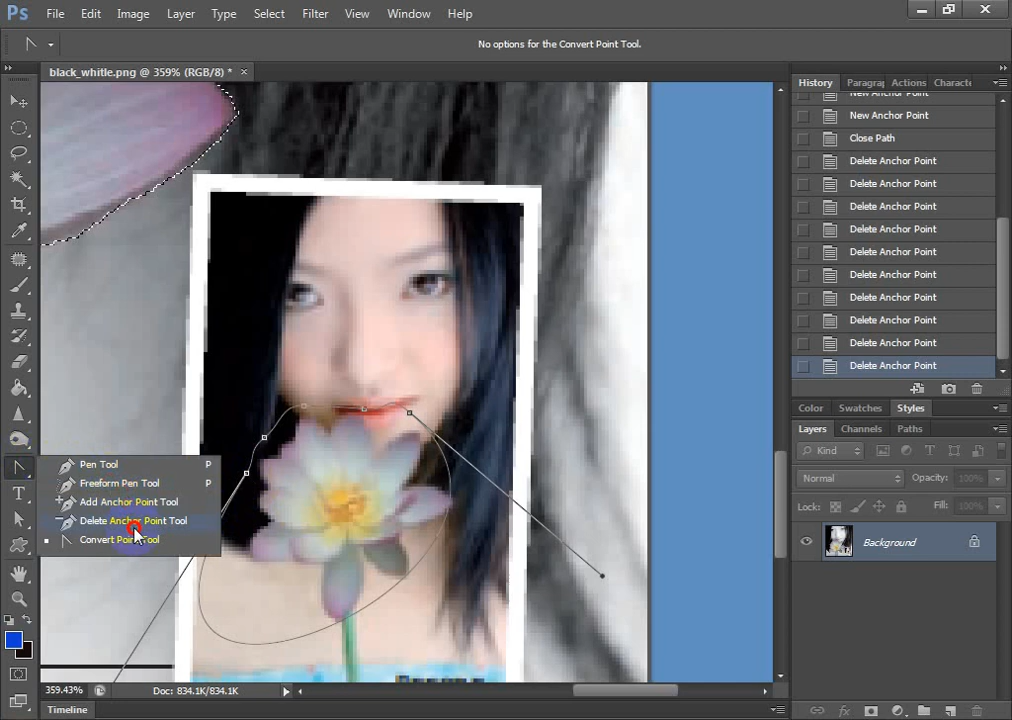 Ps File Edit Image Layer Type Select Filter View Window Help
No options for the Convert Point Tool.
black_whitle.png @ 359% (RGB/8) * ×
History Paragraph Actions Characte
New Anchor Point
New Anchor Point
Close Path
Delete Anchor Point
Delete Anchor Point
Delete Anchor Point
Delete Anchor Point
Delete Anchor Point
Delete Anchor Point
Delete Anchor Point
Delete Anchor Point
Delete Anchor Point
Delete Anchor Point
Color Swatches Styles
Layers Channels Paths
Kind
Normal Opacity: 100%
Lock: Fill: 100%
Background
Pen Tool P
Freeform Pen Tool P
Add Anchor Point Tool
Delete Anchor Point Tool
Convert Point Tool
359.43% Doc: 834.1K/834.1K
Timeline